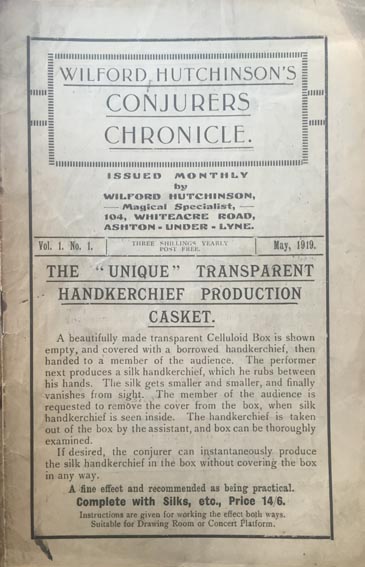 WILFORD HUTCHINSON'S
CONJURERS
CHRONICLE.
ISSUED MONTHLY
by
WILFORD HUTCHINSON,
— Magical Specialist, —
104, WHITEACRE ROAD,
ASHTON - UNDER - LYNE.
Vol. 1. No. 1.
THREE SHILLINGS YEARLY
POST FREE.
May, 1919.
THE "UNIQUE" TRANSPARENT
HANDKERCHIEF PRODUCTION
CASKET.
A beautifully made transparent Celluloid Box is shown
empty, and covered with a borrowed handkerchief, then
handed to a member of the audience. The performer
next produces a silk handkerchief, which he rubs between
his hands. The silk gets smaller and smaller, and finally
vanishes from sight. The member of the audience is
requested to remove the cover from the box, when silk
handkerchief is seen inside. The handkerchief is taken
out of the box by the assistant, and box can be thoroughly
examined.
If desired, the conjurer can instantaneously produce
the silk handkerchief in the box without covering the box
in any way.
A fine effect and recommended as being practical.
Complete with Silks, etc., Price 14/6.
Instructions are given for working the effect both ways.
Suitable for Drawing Room or Concert Platform.